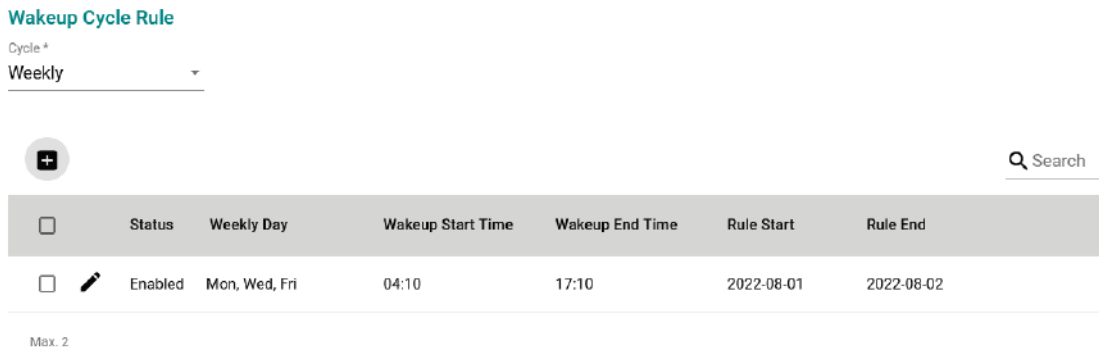 Wakeup Cycle Rule
Cycle *
Weekly
Search
Status Weekly Day Wakeup Start Time Wakeup End Time Rule Start Rule End
Enabled Mon, Wed, Fri 04:10 17:10 2022-08-01 2022-08-02
Max. 2